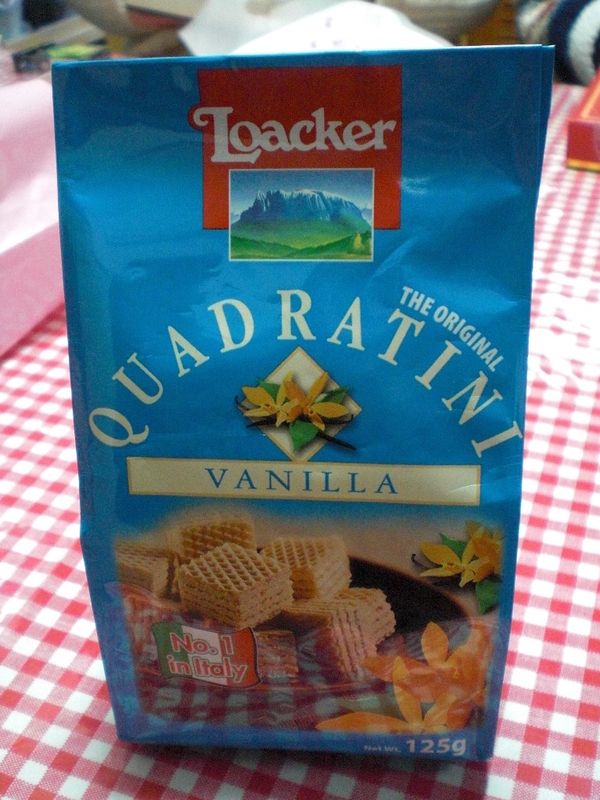 Loacker
THE ORIGINAL
QUADRATINI
VANILLA
No.1
in Italy
Net Wt. 125g